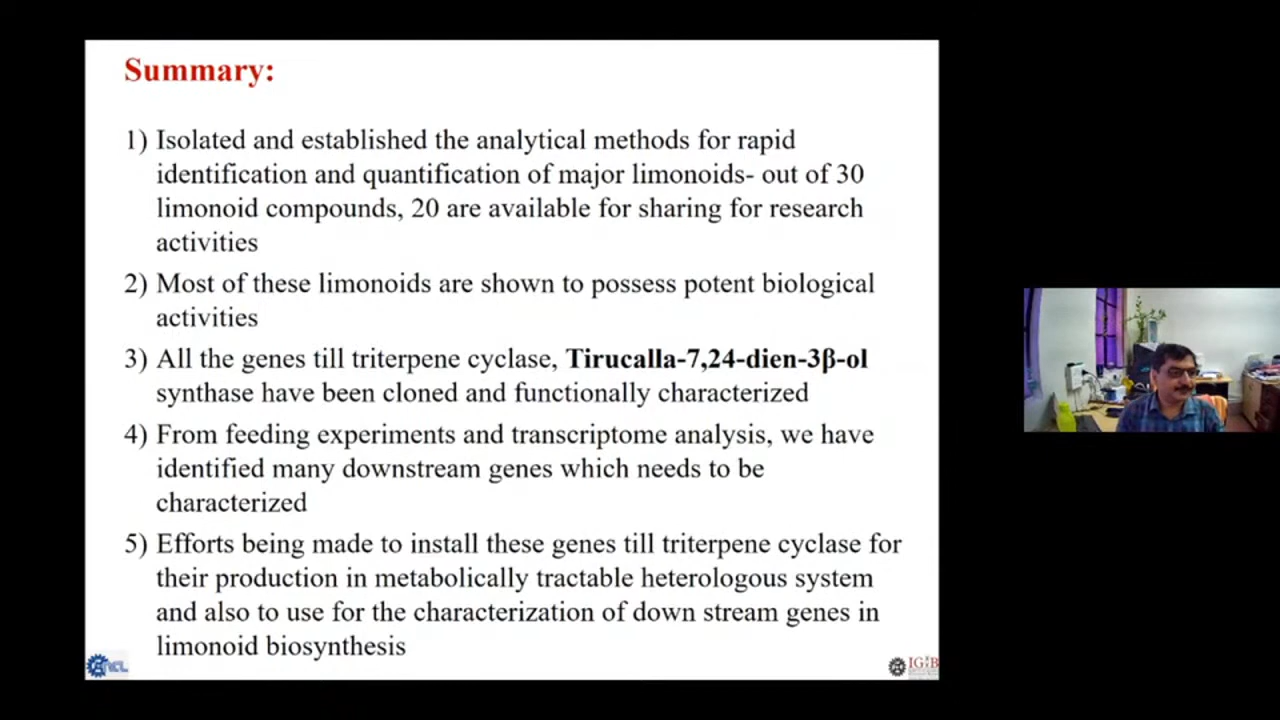 Summary:
1) Isolated and established the analytical methods for rapid
identification and quantification of major limonoids- out of 30
limonoid compounds, 20 are available for sharing for research
activities
2) Most of these limonoids are shown to possess potent biological
activities
3) All the genes till triterpene cyclase, Tirucalla-7,24-dien-3β-ol
synthase have been cloned and functionally characterized
4) From feeding experiments and transcriptome analysis, we have
identified many downstream genes which needs to be
characterized
5) Efforts being made to install these genes till triterpene cyclase for
their production in metabolically tractable heterologous system
and also to use for the characterization of down stream genes in
limonoid biosynthesis
NCL
IGIB